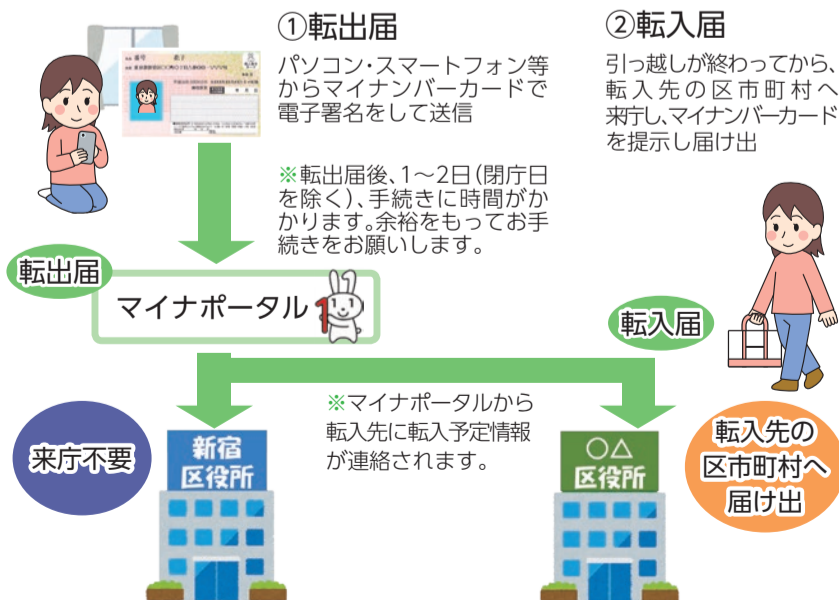 ①転出届
パソコン・スマートフォン等
からマイナンバーカードで
電子署名をして送信
※転出届後、1～2日(閉庁日
を除く)、手続きに時間がか
かります。余裕をもってお手
続きをお願いします。
②転入届
引っ越しが終わってから、
転入先の区市町村へ
来庁し、マイナンバーカード
を提示し届け出
転出届
マイナポータル
転入届
※マイナポータルから
転入先に転入予定情報
が連絡されます。
来庁不要
新宿
区役所
○△
区役所
転入先の
区市町村へ
届け出